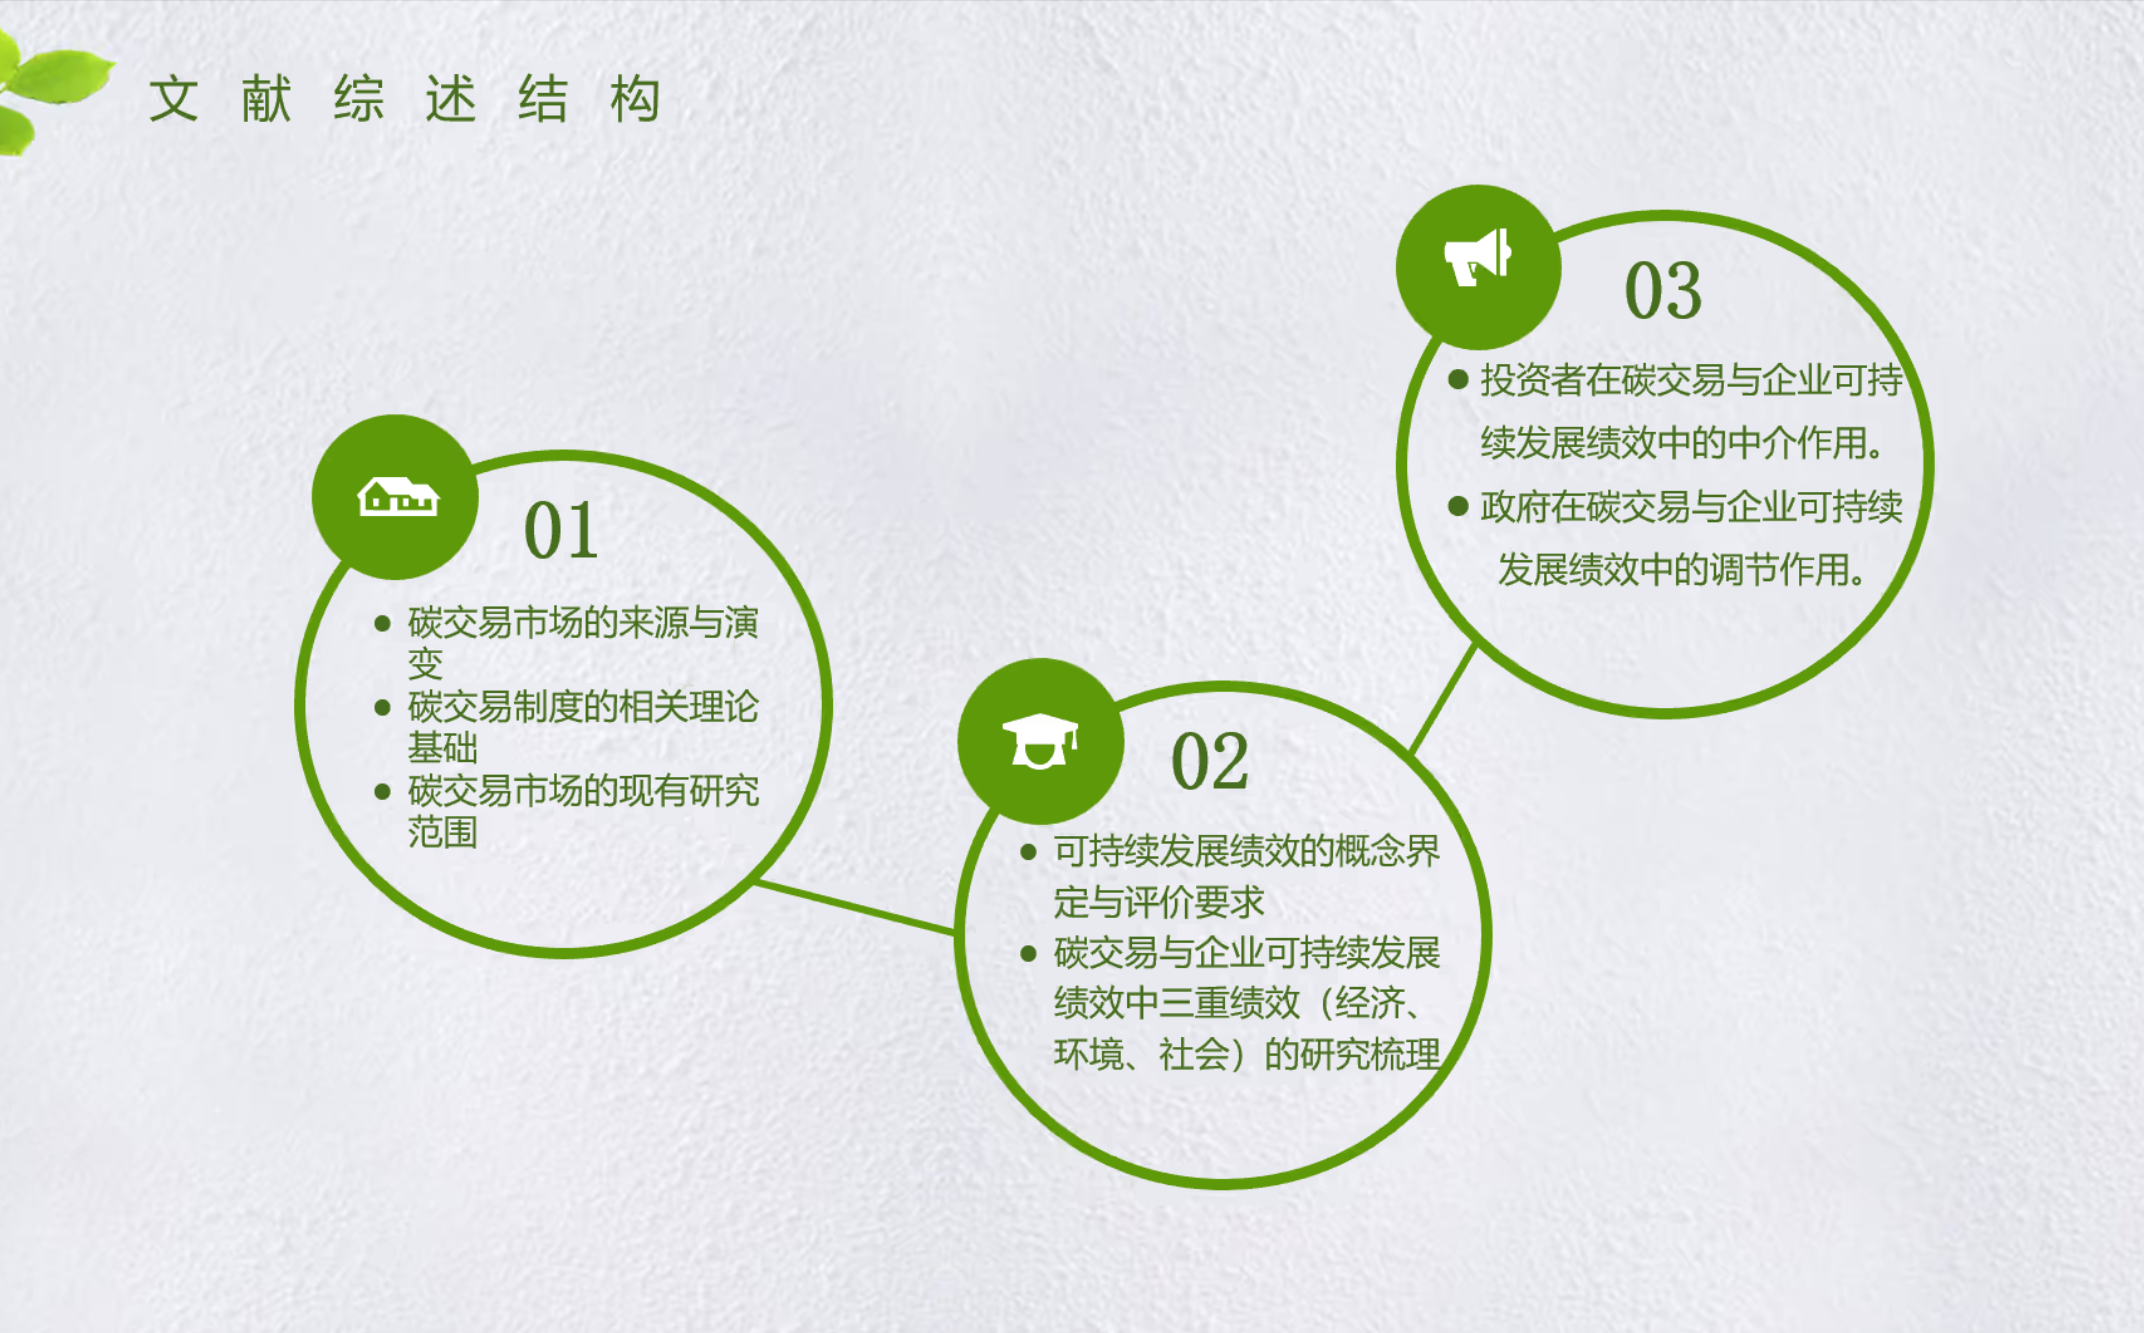 文献综述结构
01
● 碳交易市场的来源与演
变
● 碳交易制度的相关理论
基础
● 碳交易市场的现有研究
范围
02
● 可持续发展绩效的概念界
定与评价要求
● 碳交易与企业可持续发展
绩效中三重绩效（经济、
环境、社会）的研究梳理
03
● 投资者在碳交易与企业可持
续发展绩效中的中介作用。
● 政府在碳交易与企业可持续
发展绩效中的调节作用。